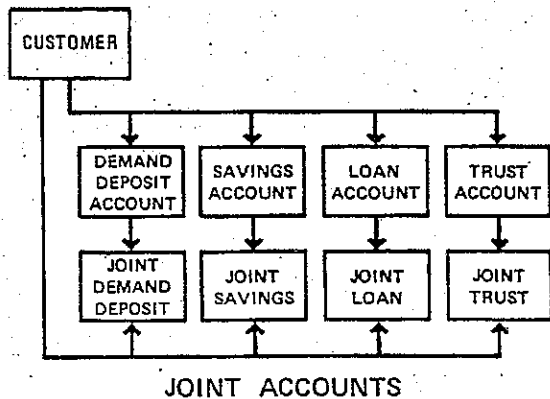 CUSTOMER
DEMAND
DEPOSIT
ACCOUNT
SAVINGS
ACCOUNT
LOAN
ACCOUNT
TRUST
ACCOUNT
JOINT
DEMAND
DEPOSIT
JOINT
SAVINGS
JOINT
LOAN
JOINT
TRUST
JOINT ACCOUNTS